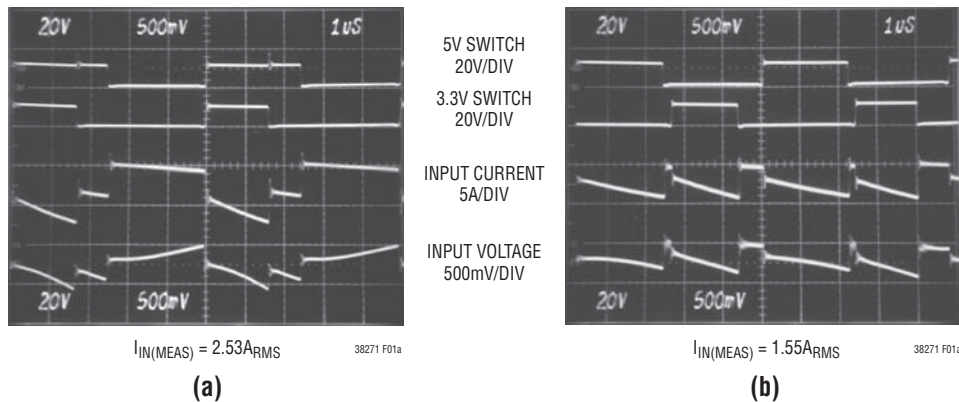 20V 500mV 1uS
20V 500mV
5V SWITCH
20V/DIV
3.3V SWITCH
20V/DIV
INPUT CURRENT
5A/DIV
INPUT VOLTAGE
500mV/DIV
20V 500mV 1uS
20V 500mV
IIN(MEAS) = 2.53ARMS
38271 F01a
IIN(MEAS) = 1.55ARMS
38271 F01a
(a)
(b)